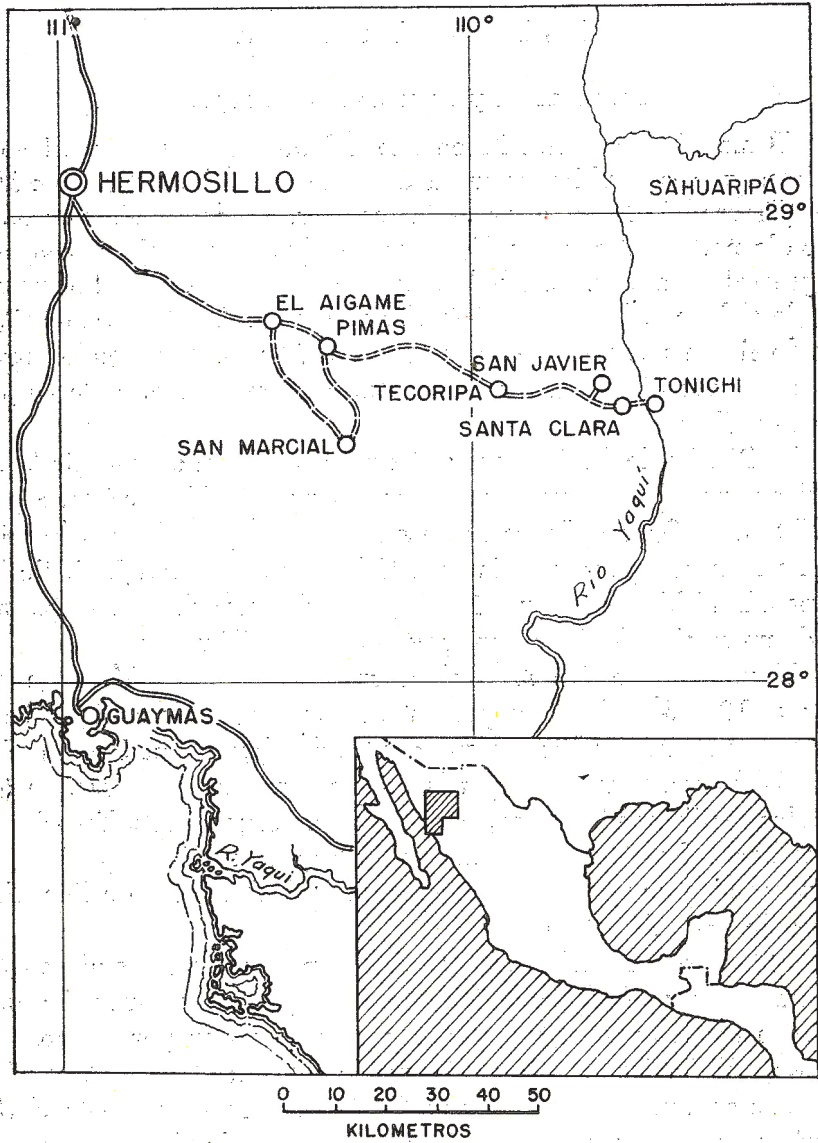 111°
110°
HERMOSILLO
SAHUARIPA
29°
EL AIGAME
PIMAS
SAN JAVIER
TECORIPA
TONICHI
SANTA CLARA
SAN MARCIAL
Rio Yaqui
28°
GUAYMAS
R. Yaqui
0 10 20 30 40 50
KILOMETROS